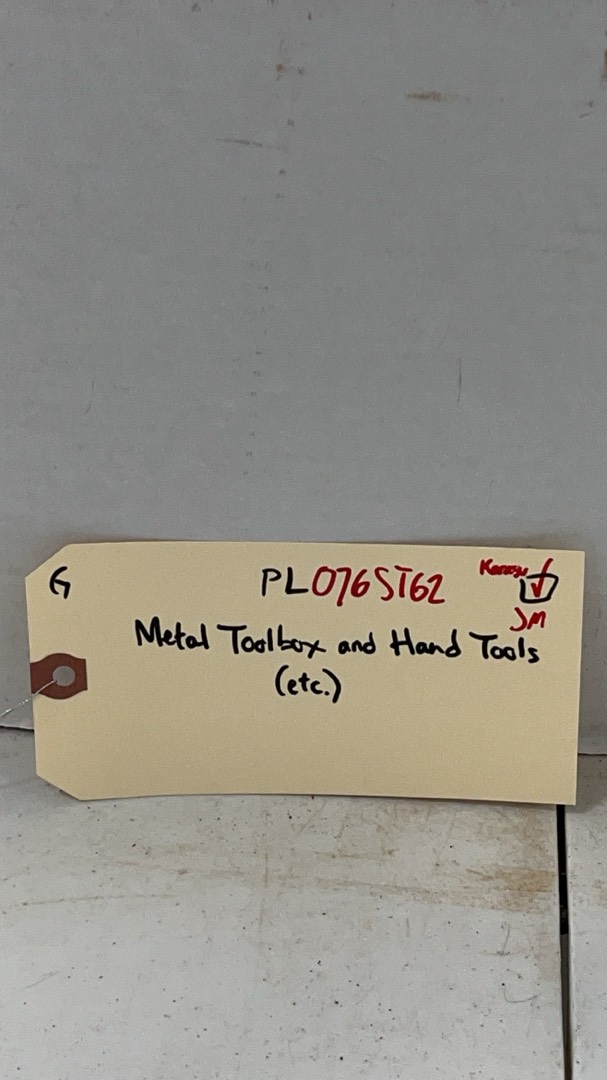 G
PL076ST62
JM
Metal Toolbox and Hand Tools
(etc.)